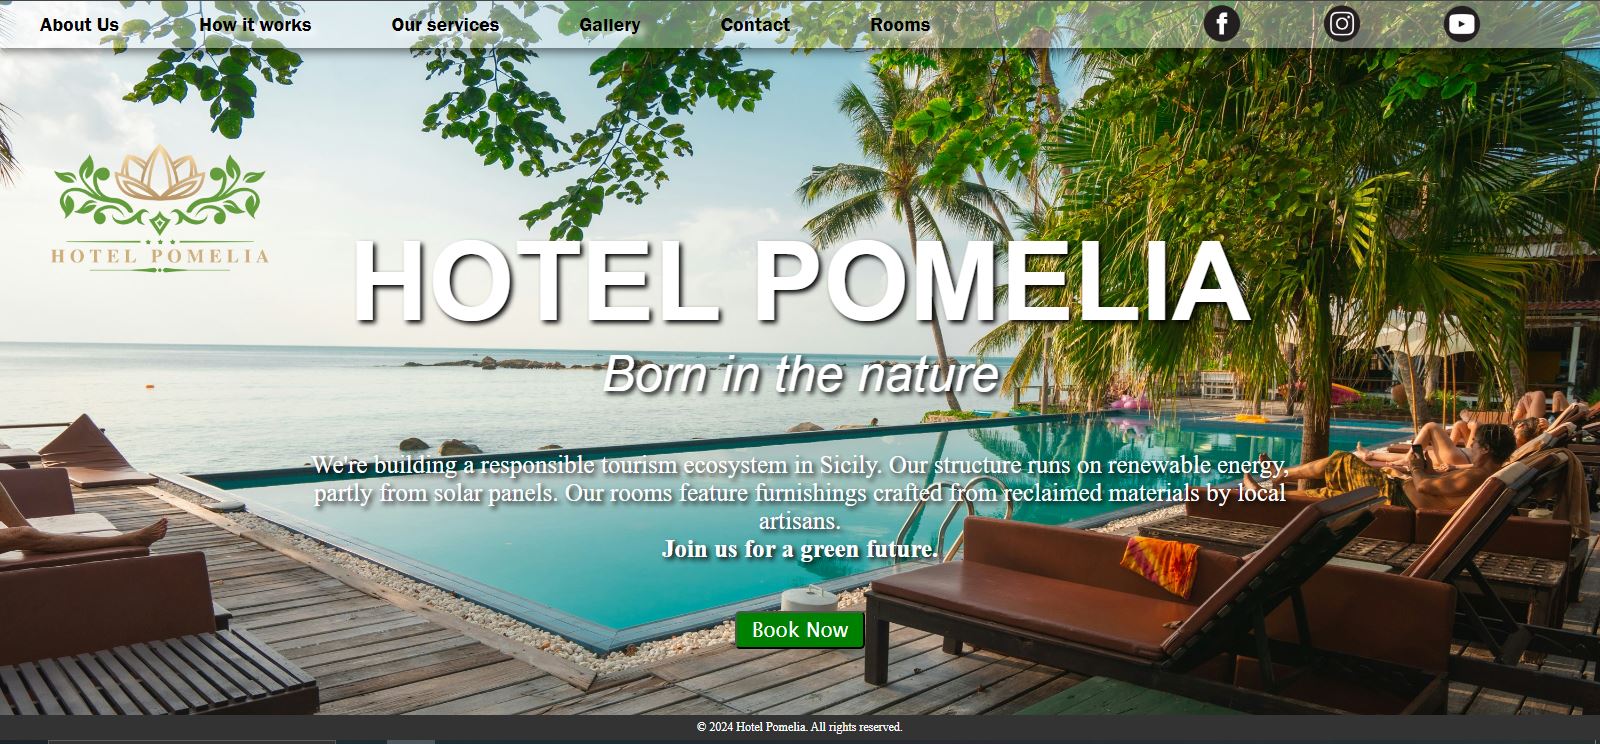 About Us How it works Our services Gallery Contact Rooms
HOTEL POMELIA
HOTEL POMELIA
Born in the nature
We're building a responsible tourism ecosystem in Sicily. Our structure runs on renewable energy,
partly from solar panels. Our rooms feature furnishings crafted from reclaimed materials by local
artisans.
Join us for a green future.
Book Now
© 2024 Hotel Pomelia. All rights reserved.